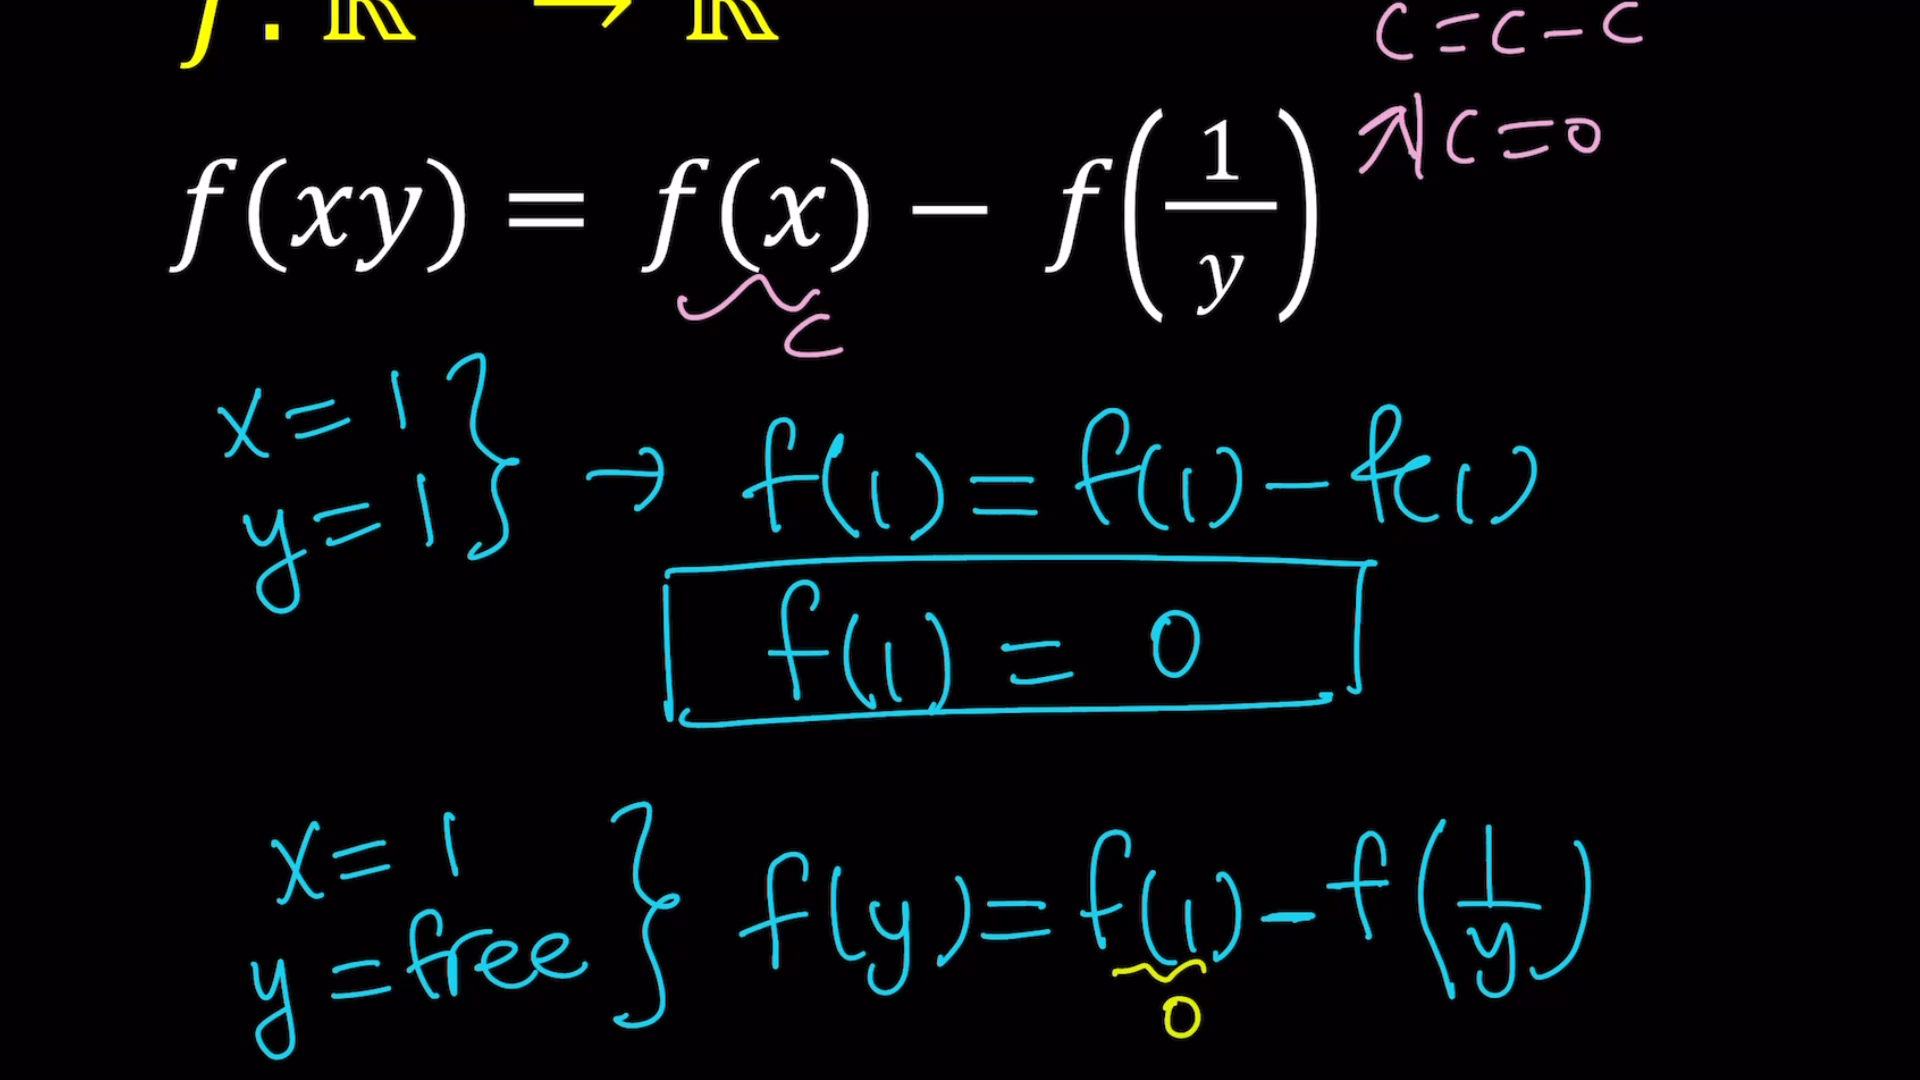 f : ℝ → ℝ
C = C - C
C = 0
f(xy) = f(x) − f(1/y)
C
x = 1
y = 1 } → f(1) = f(1) - f(1)
f(1) = 0
x = 1
y = free } f(y) = f(1) - f(1/y)
0